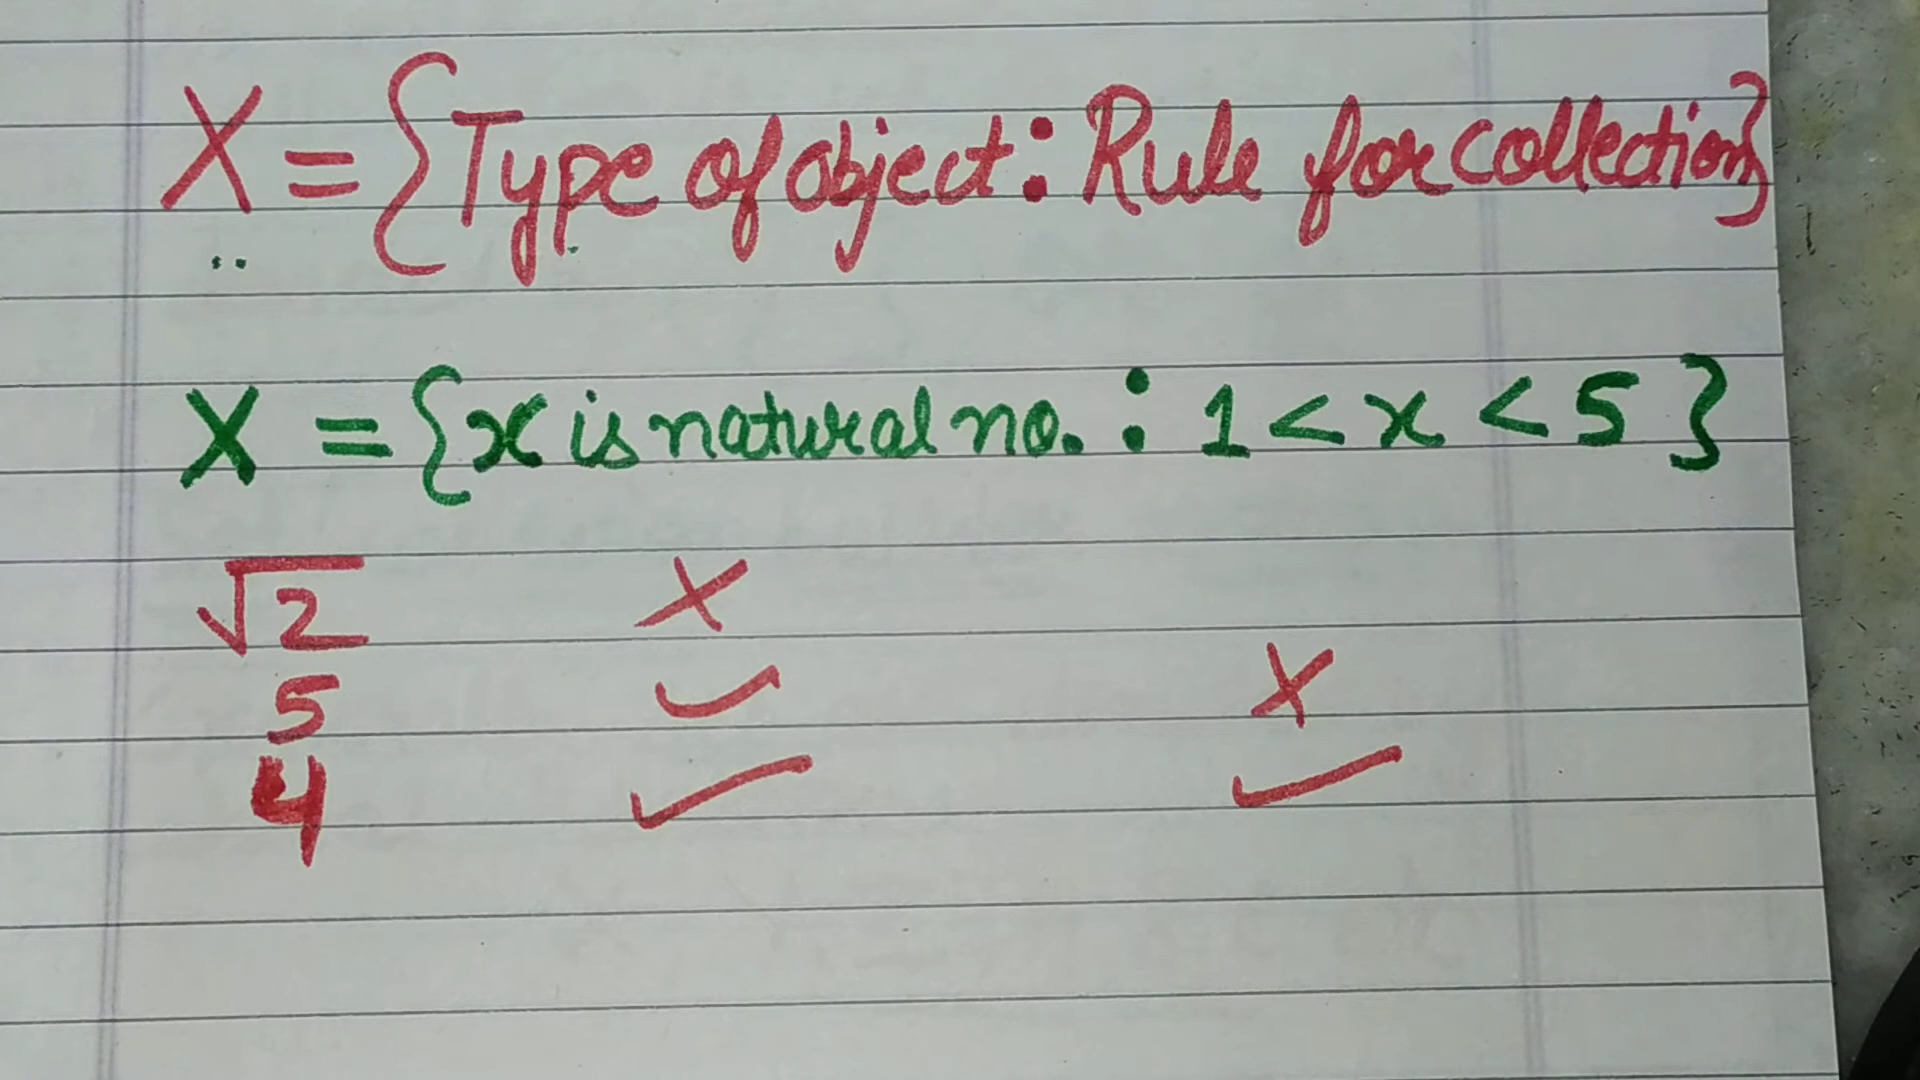 X = {Type of object : Rule for collection}
X = {x is natural no. : 1 < x < 5}
√2 X
5 ✓ X
4 ✓ ✓